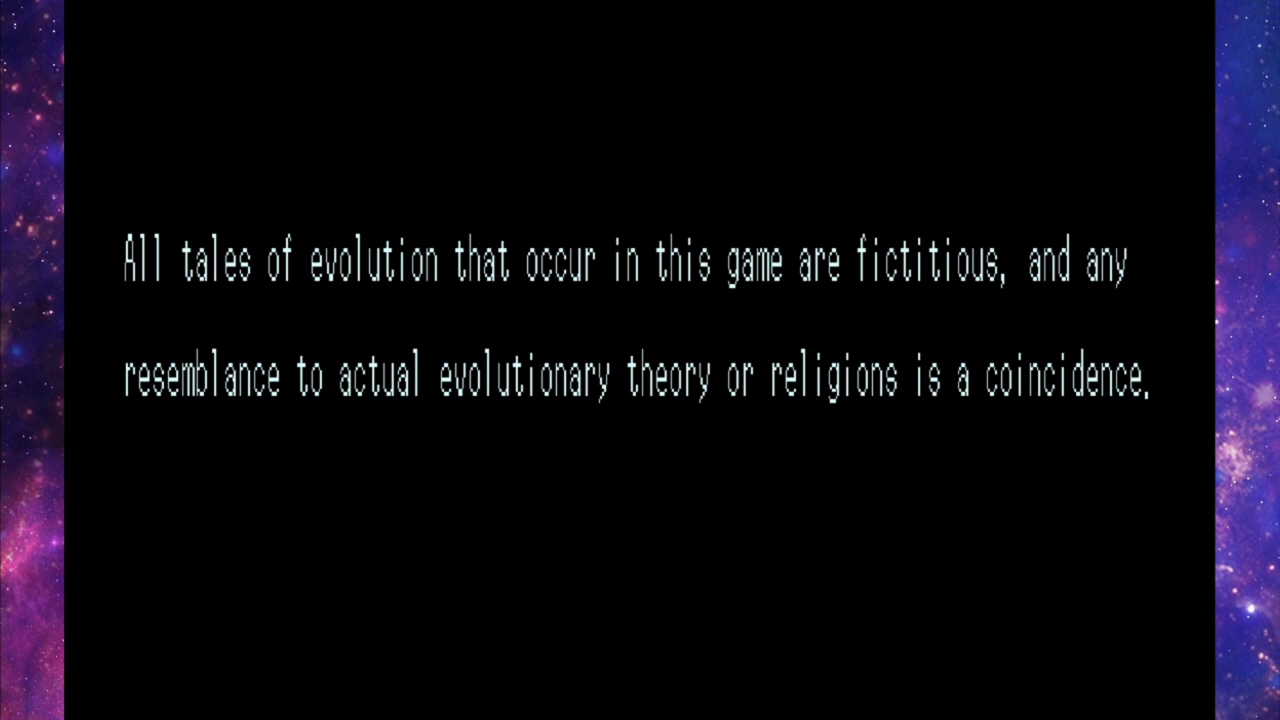 All tales of evolution that occur in this game are fictitious, and any
resemblance to actual evolutionary theory or religions is a coincidence.